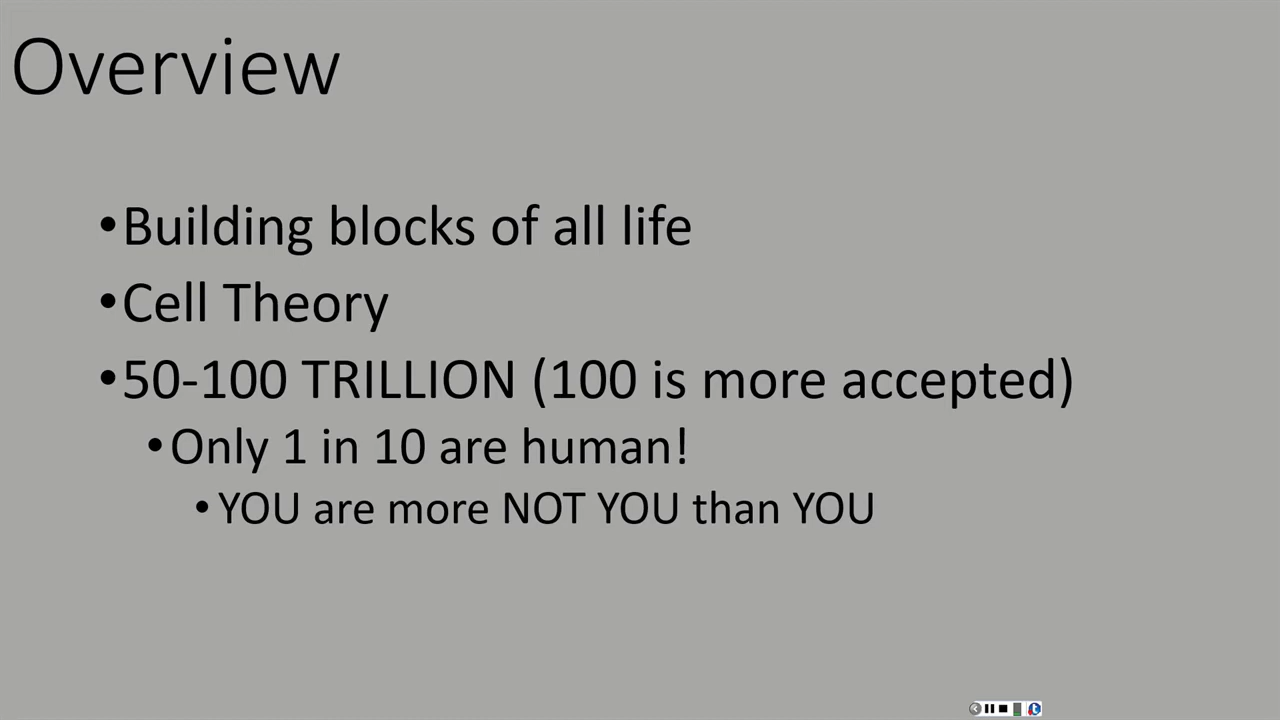 Overview
•Building blocks of all life
•Cell Theory
•50-100 TRILLION (100 is more accepted)
•Only 1 in 10 are human!
•YOU are more NOT YOU than YOU